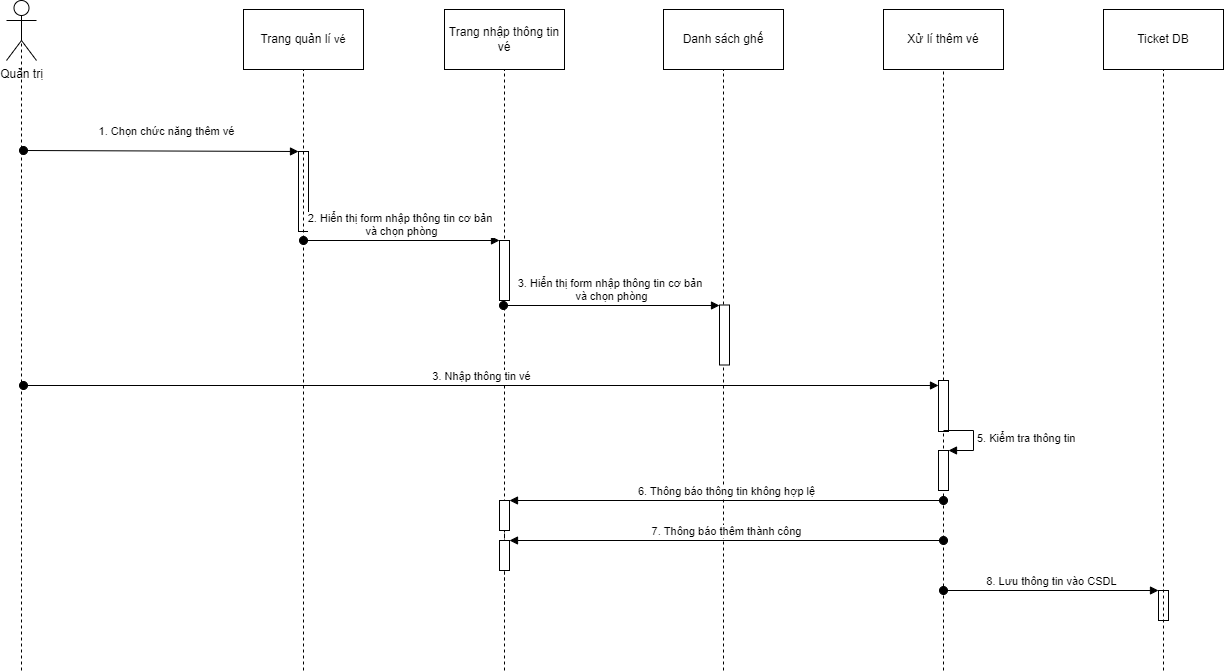 Quản trị
Trang quản lí vé
Trang nhập thông tin
vé
Danh sách ghế
Xử lí thêm vé
Ticket DB
1. Chọn chức năng thêm vé
2. Hiển thị form nhập thông tin cơ bản
và chọn phòng
3. Hiển thị form nhập thông tin cơ bản
và chọn phòng
3. Nhập thông tin vé
5. Kiểm tra thông tin
6. Thông báo thông tin không hợp lệ
7. Thông báo thêm thành công
8. Lưu thông tin vào CSDL